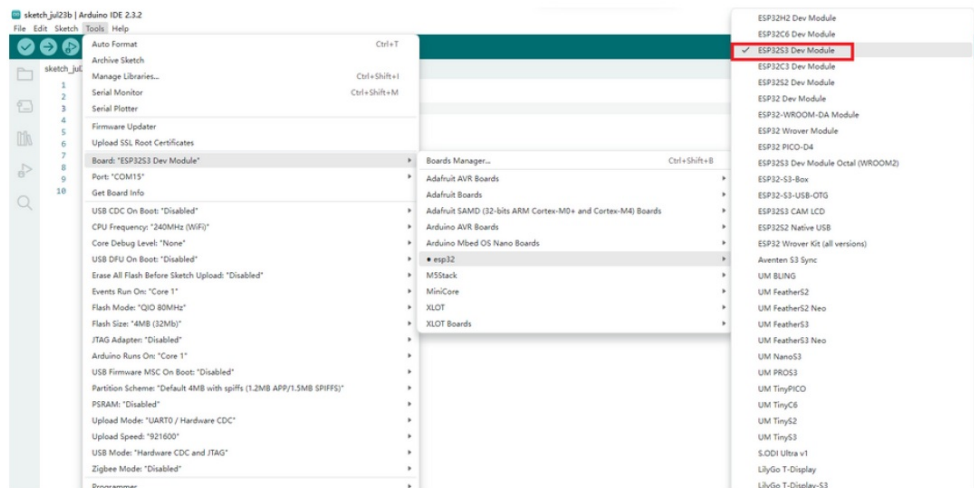 sketch_jul23b | Arduino IDE 2.3.2
File Edit Sketch Tools Help
sketch_jul
1
2
3
4
5
6
7
8
9
10
Auto Format Ctrl+T
Archive Sketch
Manage Libraries... Ctrl+Shift+I
Serial Monitor Ctrl+Shift+M
Serial Plotter
Firmware Updater
Upload SSL Root Certificates
Board: "ESP32S3 Dev Module"
Port: "COM15"
Get Board Info
USB CDC On Boot: "Disabled"
CPU Frequency: "240MHz (WiFi)"
Core Debug Level: "None"
USB DFU On Boot: "Disabled"
Erase All Flash Before Sketch Upload: "Disabled"
Events Run On: "Core 1"
Flash Mode: "QIO 80MHz"
Flash Size: "4MB (32Mb)"
JTAG Adapter: "Disabled"
Arduino Runs On: "Core 1"
USB Firmware MSC On Boot: "Disabled"
Partition Scheme: "Default 4MB with spiffs (1.2MB APP/1.5MB SPIFFS)"
PSRAM: "Disabled"
Upload Mode: "UART0 / Hardware CDC"
Upload Speed: "921600"
USB Mode: "Hardware CDC and JTAG"
Zigbee Mode: "Disabled"
Programmer
Boards Manager... Ctrl+Shift+B
Adafruit AVR Boards
Adafruit Boards
Adafruit SAMD (32-bits ARM Cortex-M0+ and Cortex-M4) Boards
Arduino AVR Boards
Arduino Mbed OS Nano Boards
esp32
M5Stack
MiniCore
XLOT
XLOT Boards
ESP32H2 Dev Module
ESP32C6 Dev Module
ESP32S3 Dev Module
ESP32C3 Dev Module
ESP32S2 Dev Module
ESP32 Dev Module
ESP32-WROOM-DA Module
ESP32 Wrover Module
ESP32 PICO-D4
ESP32S3 Dev Module Octal (WROOM2)
ESP32-S3-Box
ESP32-S3-USB-OTG
ESP32S3 CAM LCD
ESP32S2 Native USB
ESP32 Wrover Kit (all versions)
Aventen S3 Sync
UM BLING
UM FeatherS2
UM FeatherS2 Neo
UM FeatherS3
UM FeatherS3 Neo
UM NanoS3
UM PROS3
UM TinyPICO
UM TinyC6
UM TinyS2
UM TinyS3
S.ODI Ultra v1
LilyGo T-Display
LilyGo T-Display-S3